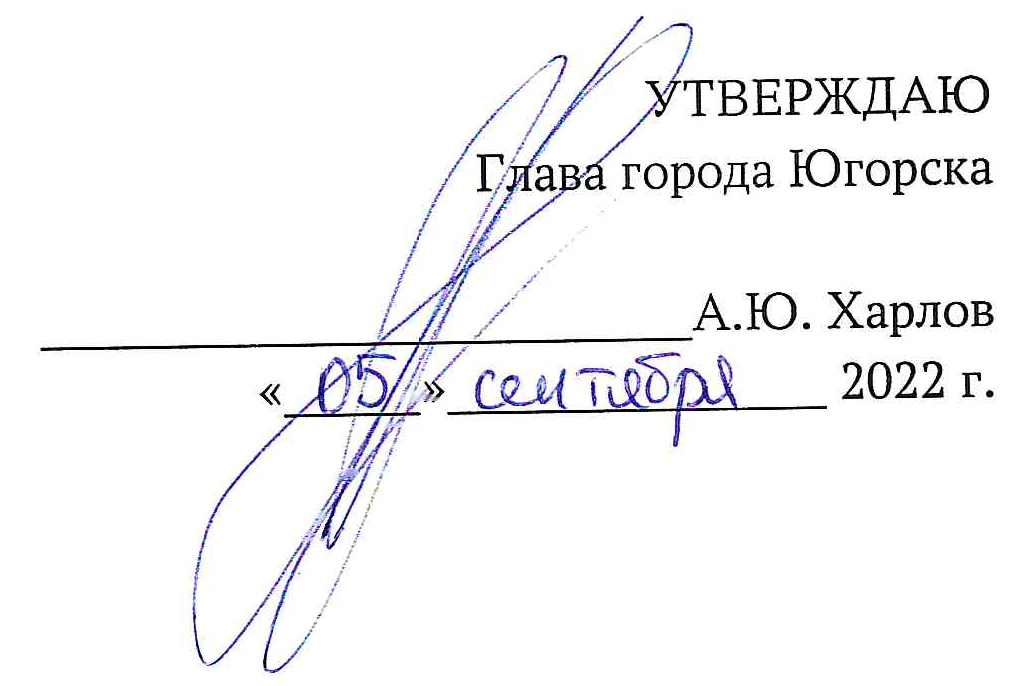 УТВЕРЖДАЮ
Глава города Югорска
А.Ю. Харлов
« 05 » сентября 2022 г.